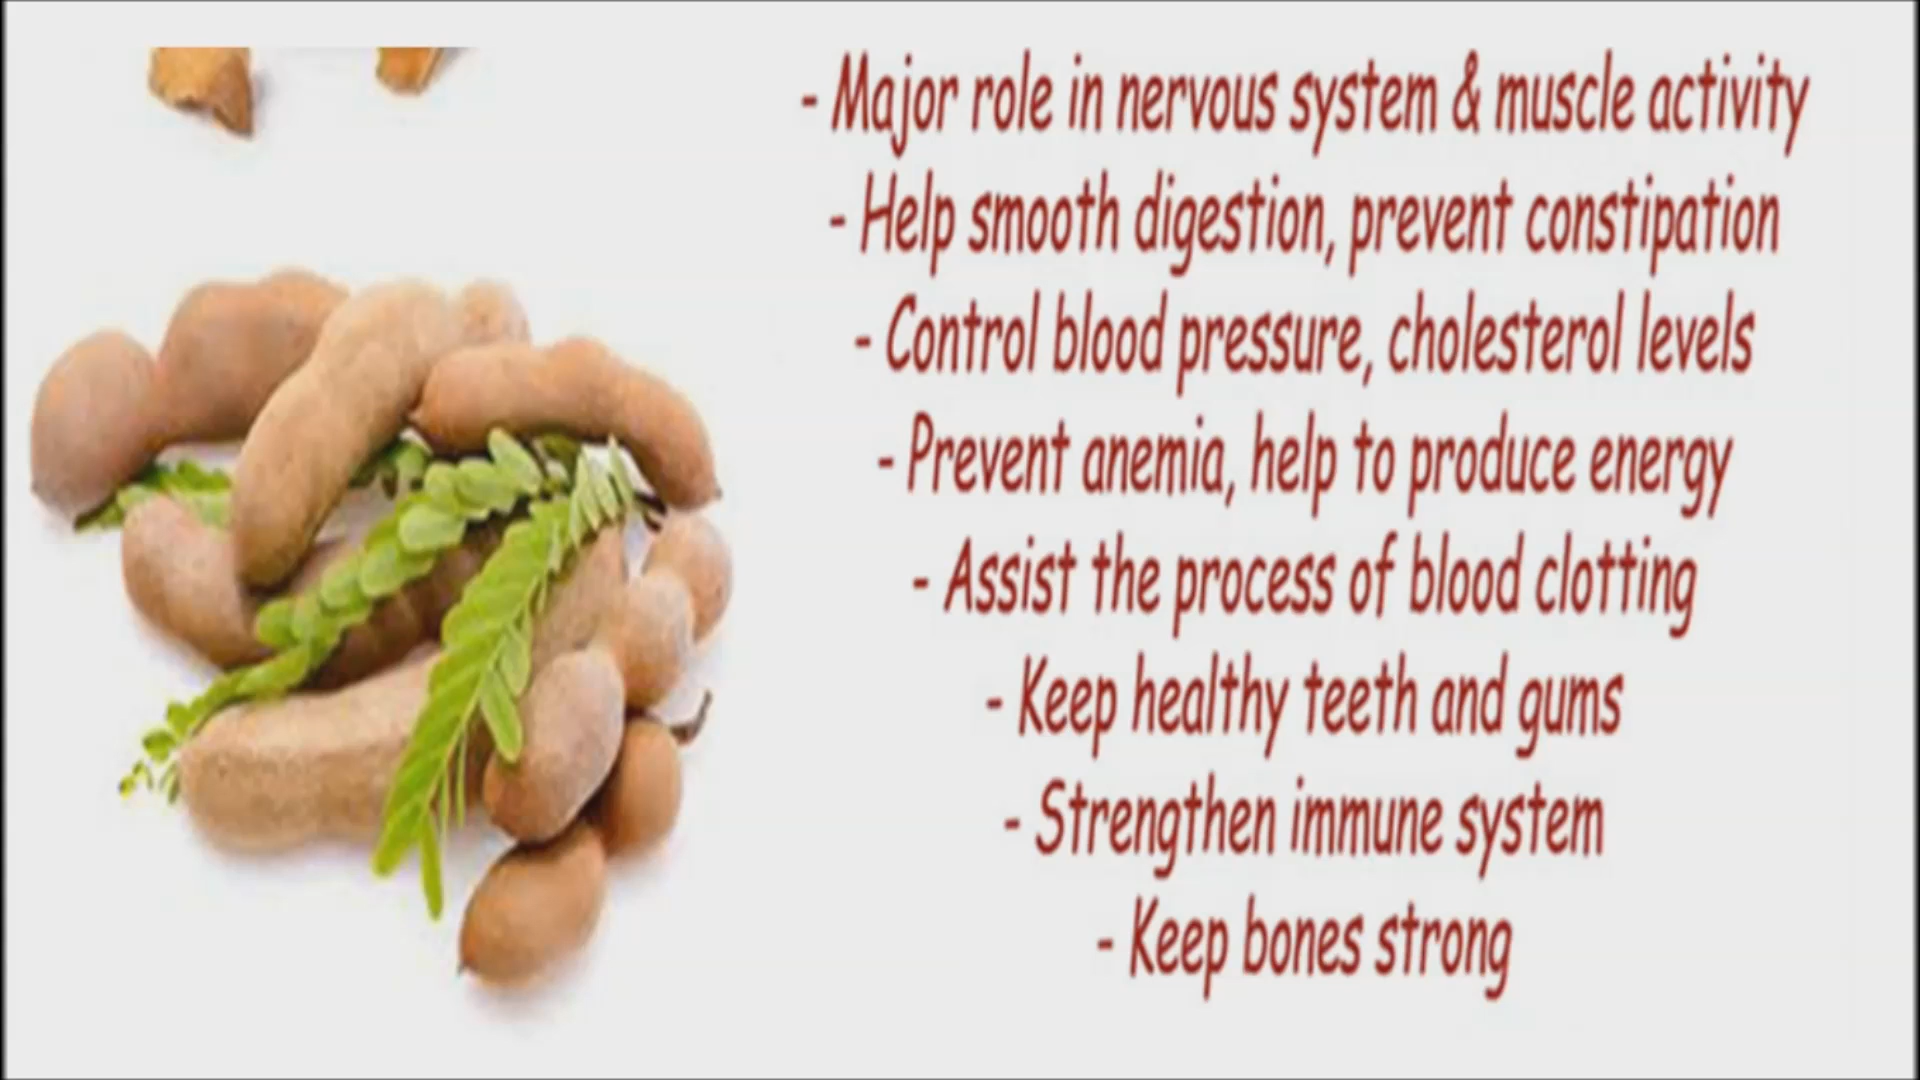 - Major role in nervous system & muscle activity
- Help smooth digestion, prevent constipation
- Control blood pressure, cholesterol levels
- Prevent anemia, help to produce energy
- Assist the process of blood clotting
- Keep healthy teeth and gums
- Strengthen immune system
- Keep bones strong